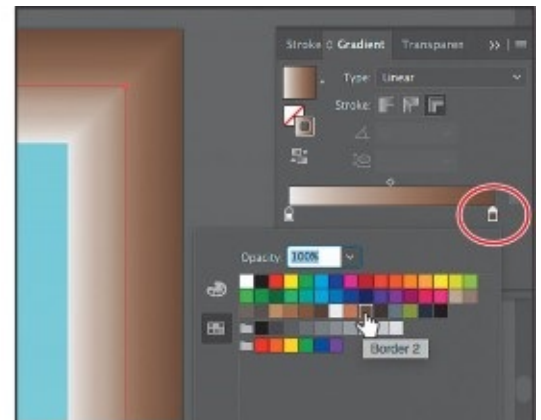 Stroke Gradient Transparen
Type: Linear
Stroke:
Opacity: 100%
Border 2